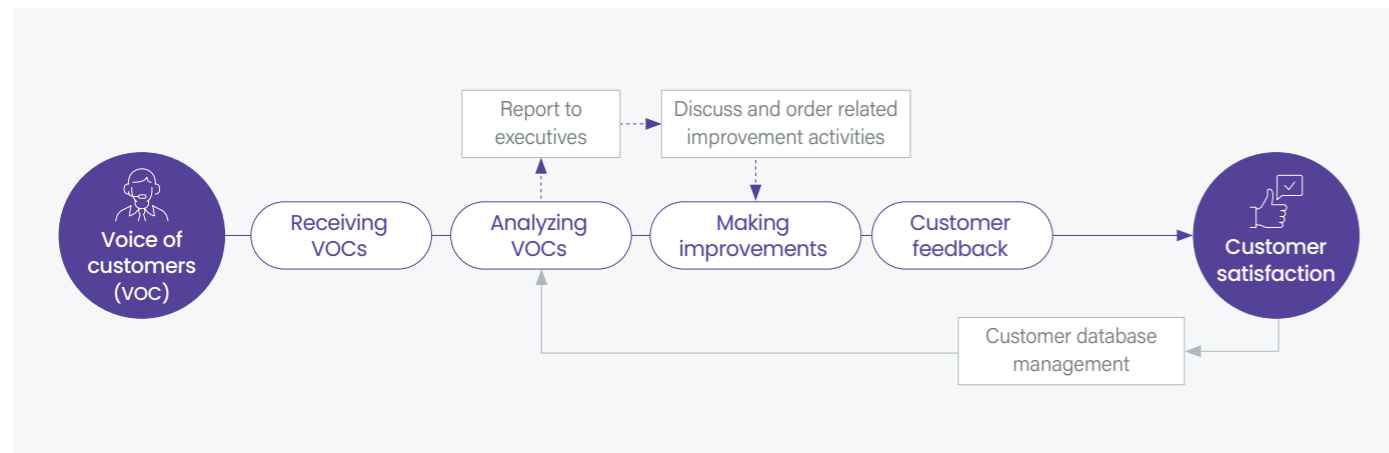 Report to
executives
Discuss and order related
improvement activities
Voice of
customers
(VOC)
Receiving
VOCs
Analyzing
VOCs
Making
improvements
Customer
feedback
Customer
satisfaction
Customer database
management